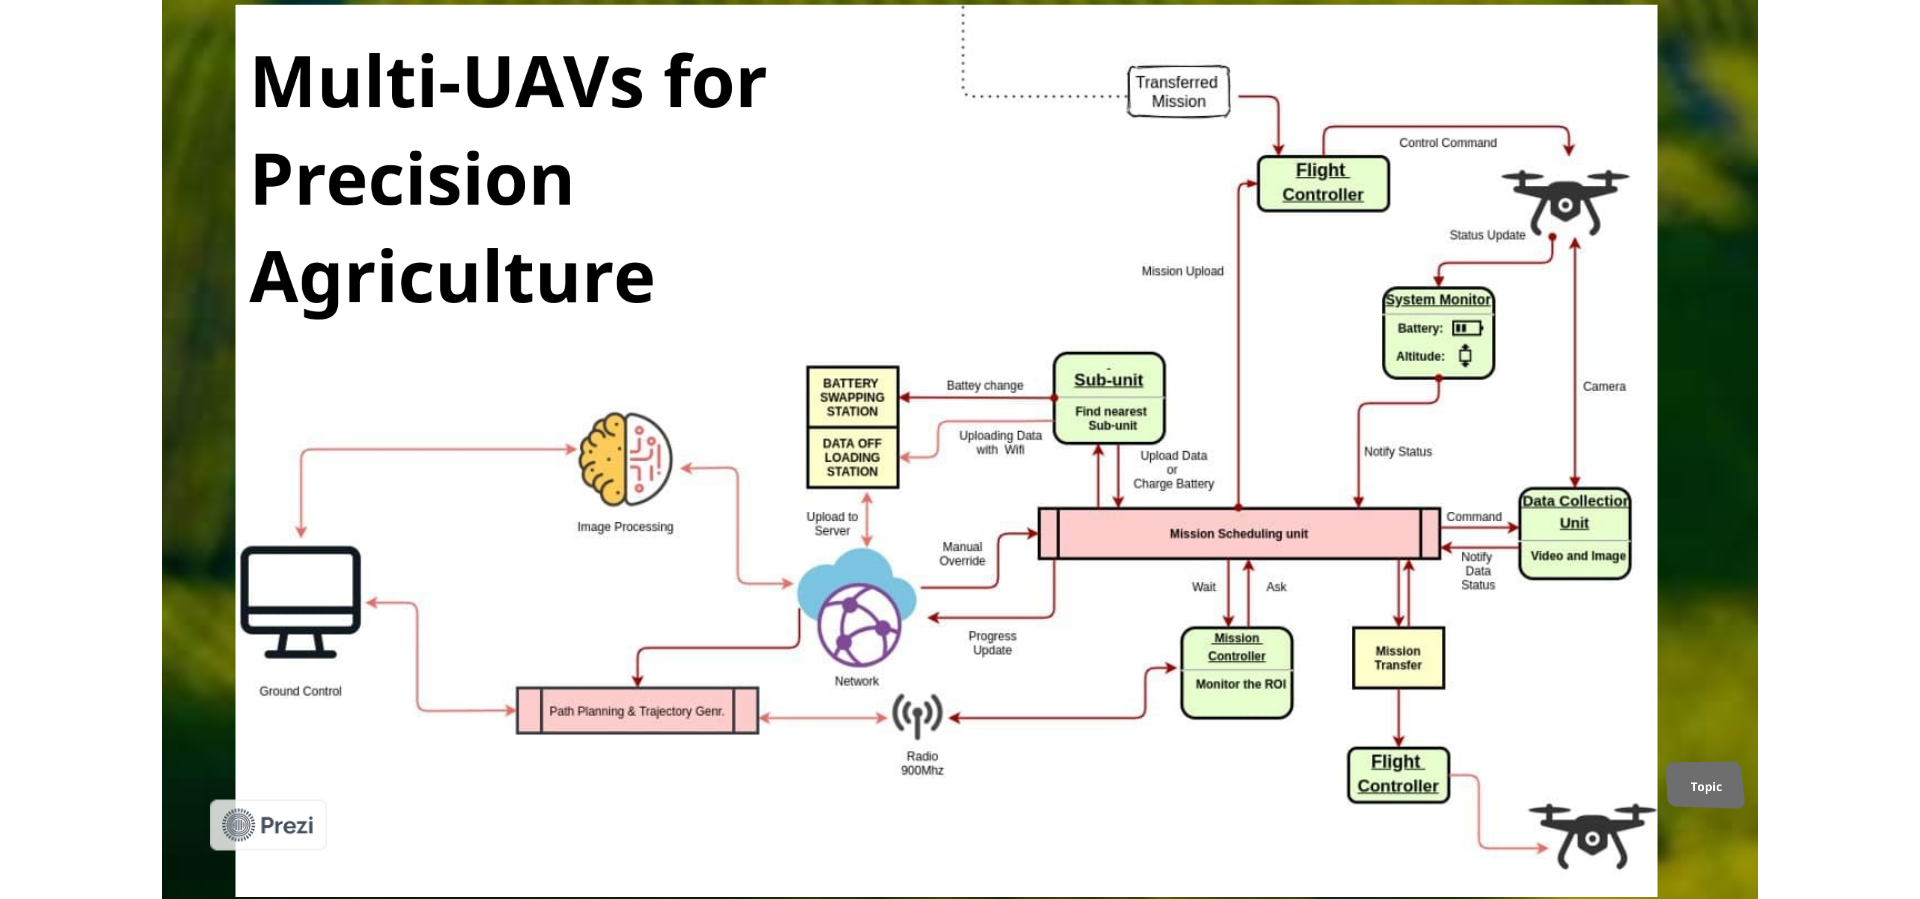 Multi-UAVs for
Precision
Agriculture
Transferred
Mission
Control Command
Flight
Controller
Status Update
Mission Upload
System Monitor
Battery:
Altitude:
Camera
BATTERY
SWAPPING
STATION
DATA OFF
LOADING
STATION
Battey change
Uploading Data
with Wifi
Sub-unit
Find nearest
Sub-unit
Upload Data
or
Charge Battery
Notify Status
Image Processing
Upload to
Server
Manual
Override
Mission Scheduling unit
Command
Notify
Data
Status
Data Collection
Unit
Video and Image
Wait
Ask
Progress
Update
Network
Mission
Controller
Monitor the ROI
Mission
Transfer
Ground Control
Path Planning & Trajectory Genr.
Radio
900Mhz
Flight
Controller
Prezi
Topic